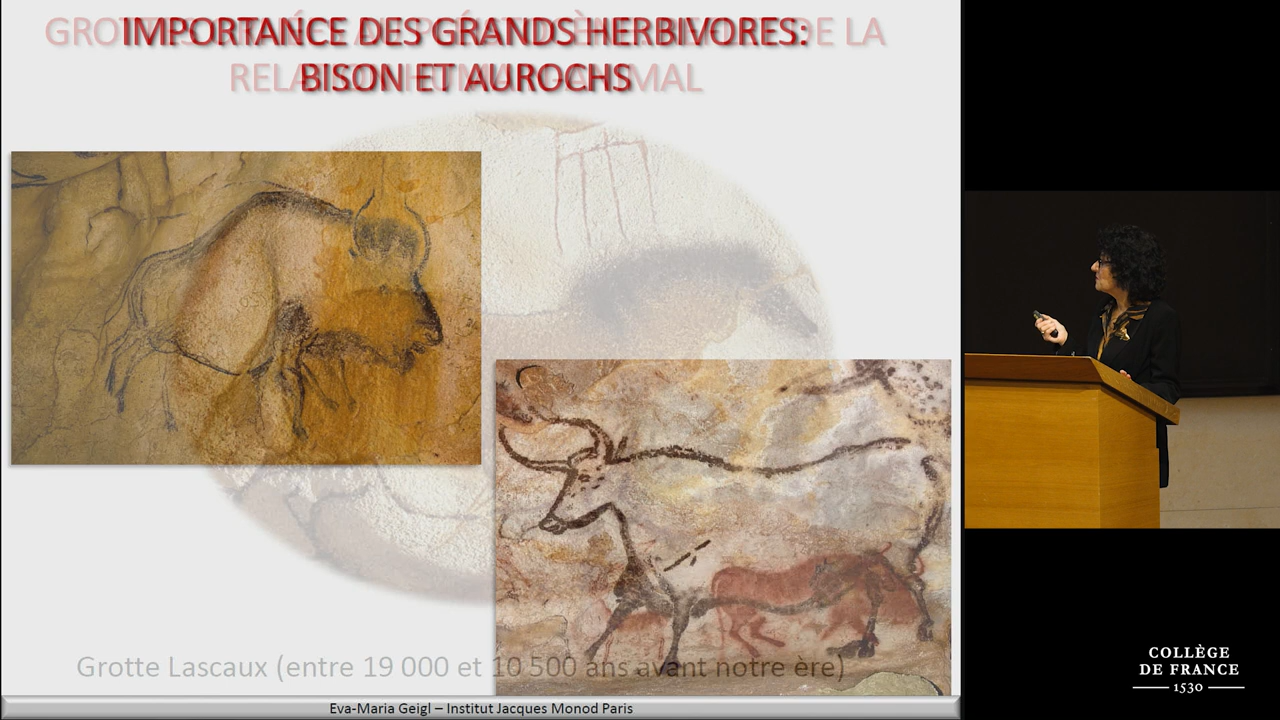 IMPORTANCE DES GRANDS HERBIVORES:
BISON ET AUROCHS
Grotte Lascaux (entre 19 000 et 10 500 ans avant notre ère)
Eva-Maria Geigl – Institut Jacques Monod Paris
COLLÈGE
DE FRANCE
1530